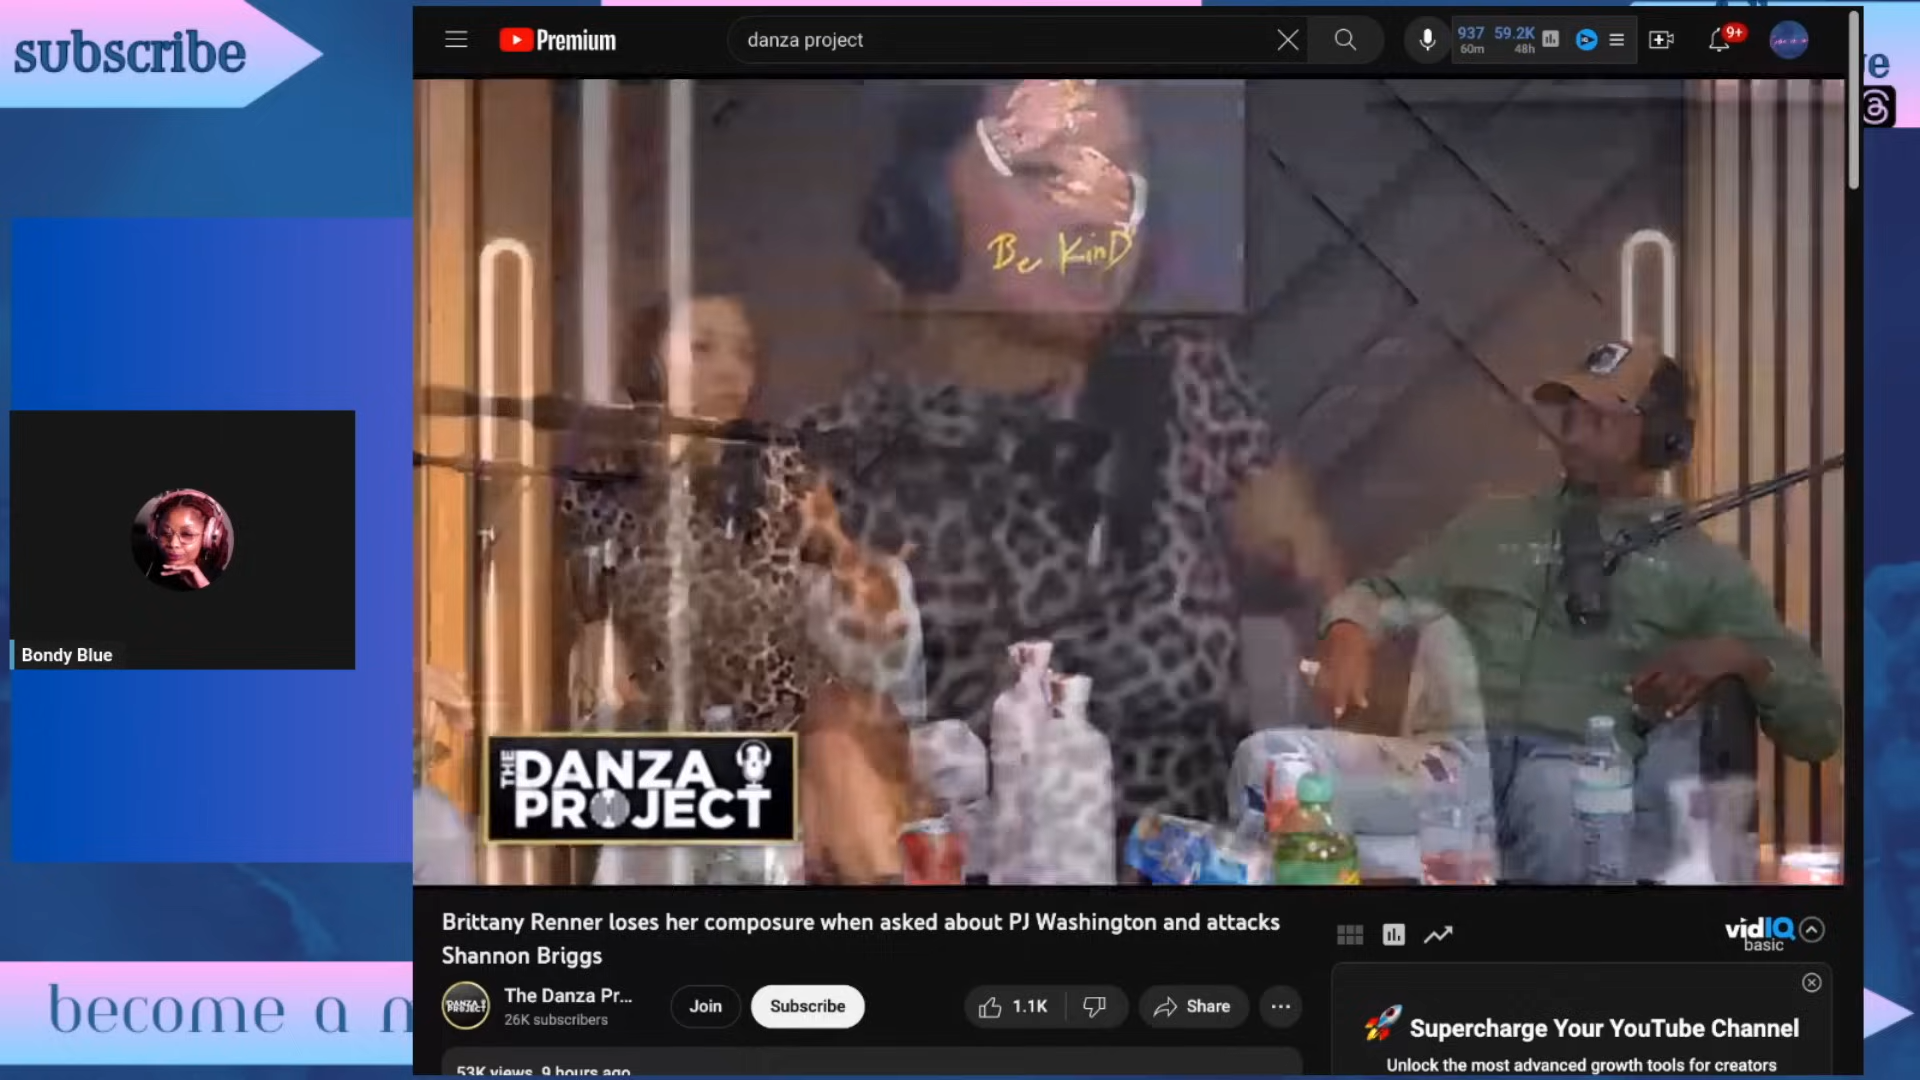 subscribe
Premium
danza project
937
60m
59.2K
48h
9+
Be KinD
Bondy Blue
THE
DANZA
PROJECT
Brittany Renner loses her composure when asked about PJ Washington and attacks
Shannon Briggs
vidIQ
basic
The Danza Pr...
26K subscribers
Join
Subscribe
1.1K
Share
Supercharge Your YouTube Channel
Unlock the most advanced growth tools for creators
53K views 9 hours ago
become a m